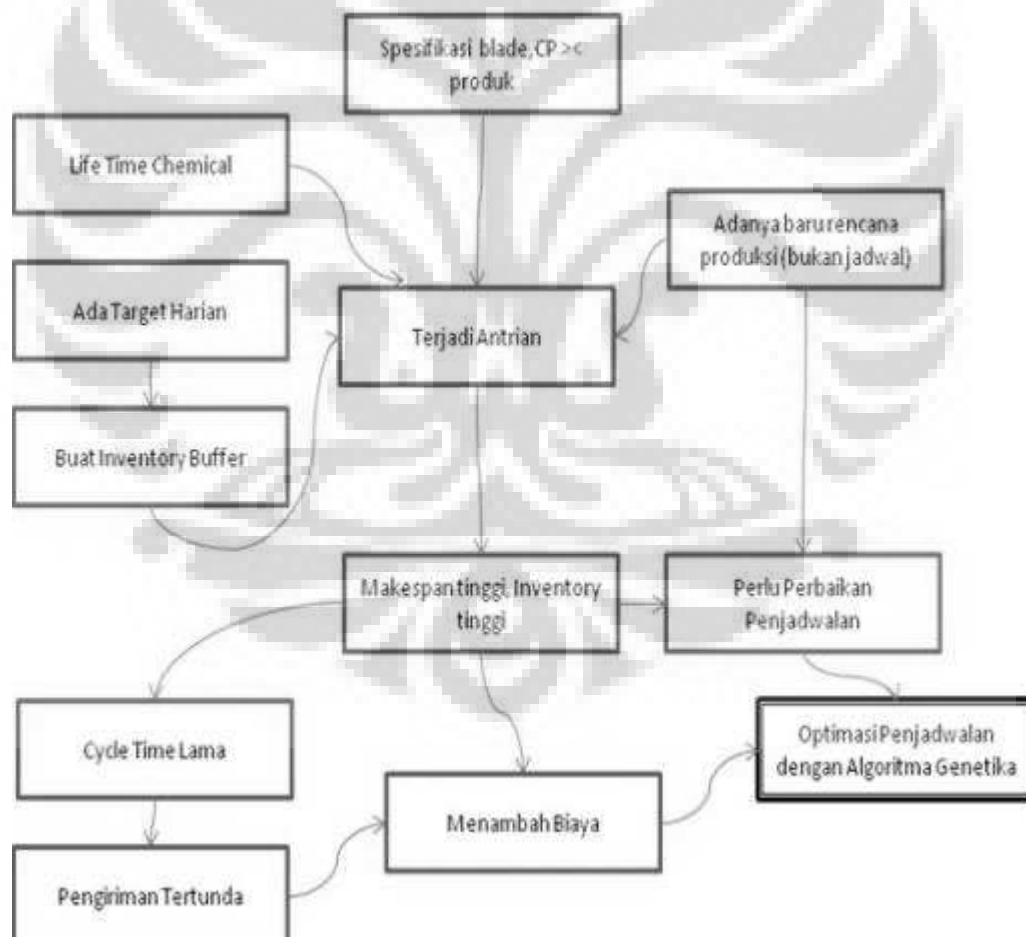 Spesifikasi blade,CP ><
produk
Life Time Chemical
Adanya baru rencana
produksi (bukan jadwal)
Ada Target Harian
Terjadi Antrian
Buat Inventory Buffer
Makespan tinggi, Inventory
tinggi
Perlu Perbaikan
Penjadwalan
Cycle Time Lama
Optimasi Penjadwalan
dengan Algoritma Genetika
Menambah Biaya
Pengiriman Tertunda